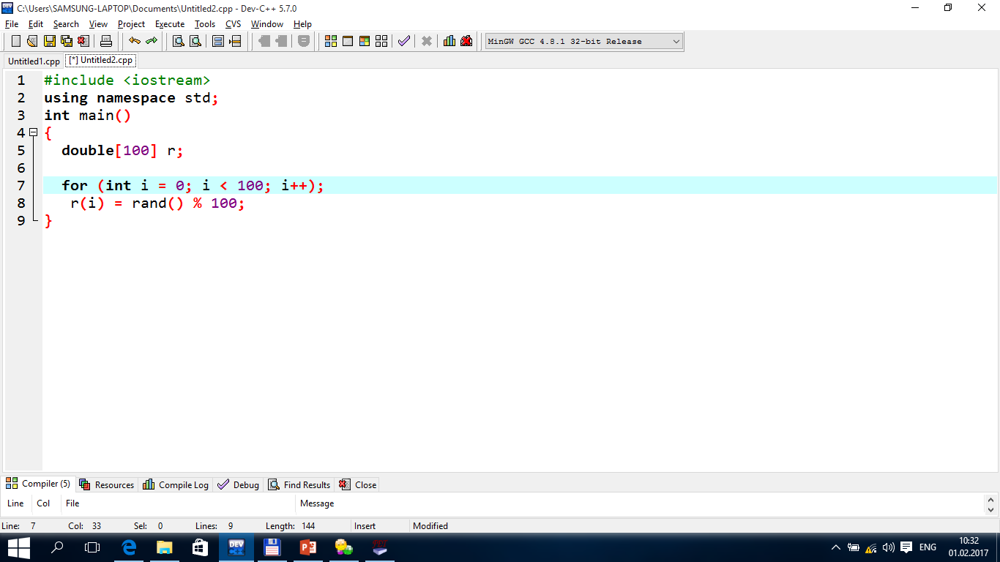 C:\Users\SAMSUNG-LAPTOP\Documents\Untitled2.cpp - Dev-C++ 5.7.0
File Edit Search View Project Execute Tools CVS Window Help
MinGW GCC 4.8.1 32-bit Release
Untitled1.cpp [*] Untitled2.cpp
1 #include <iostream>
2 using namespace std;
3 int main()
4 {
5 double[100] r;
6
7 for (int i = 0; i < 100; i++);
8 r(i) = rand() % 100;
9 }
Compiler (5) Resources Compile Log Debug Find Results Close
Line Col File Message
Line: 7 Col: 33 Sel: 0 Lines: 9 Length: 144 Insert Modified
DEV C++ ENG 10:32
01.02.2017